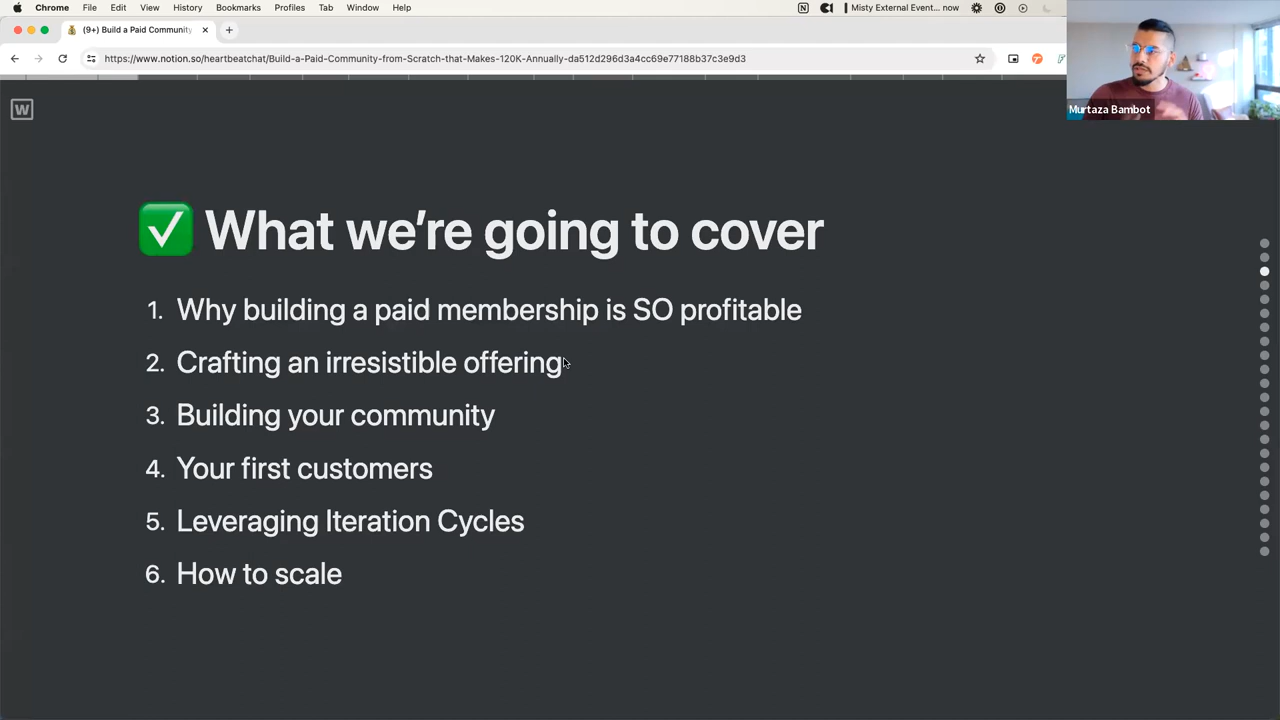 Chrome File Edit View History Bookmarks Profiles Tab Window Help Misty External Event... now
(9+) Build a Paid Community
https://www.notion.so/heartbeatchat/Build-a-Paid-Community-from-Scratch-that-Makes-120K-Annually-da512d296d3a4cc69e77188b37c3e9d3
Murtaza Bambot
W
✅ What we're going to cover
1. Why building a paid membership is SO profitable
2. Crafting an irresistible offering
3. Building your community
4. Your first customers
5. Leveraging Iteration Cycles
6. How to scale